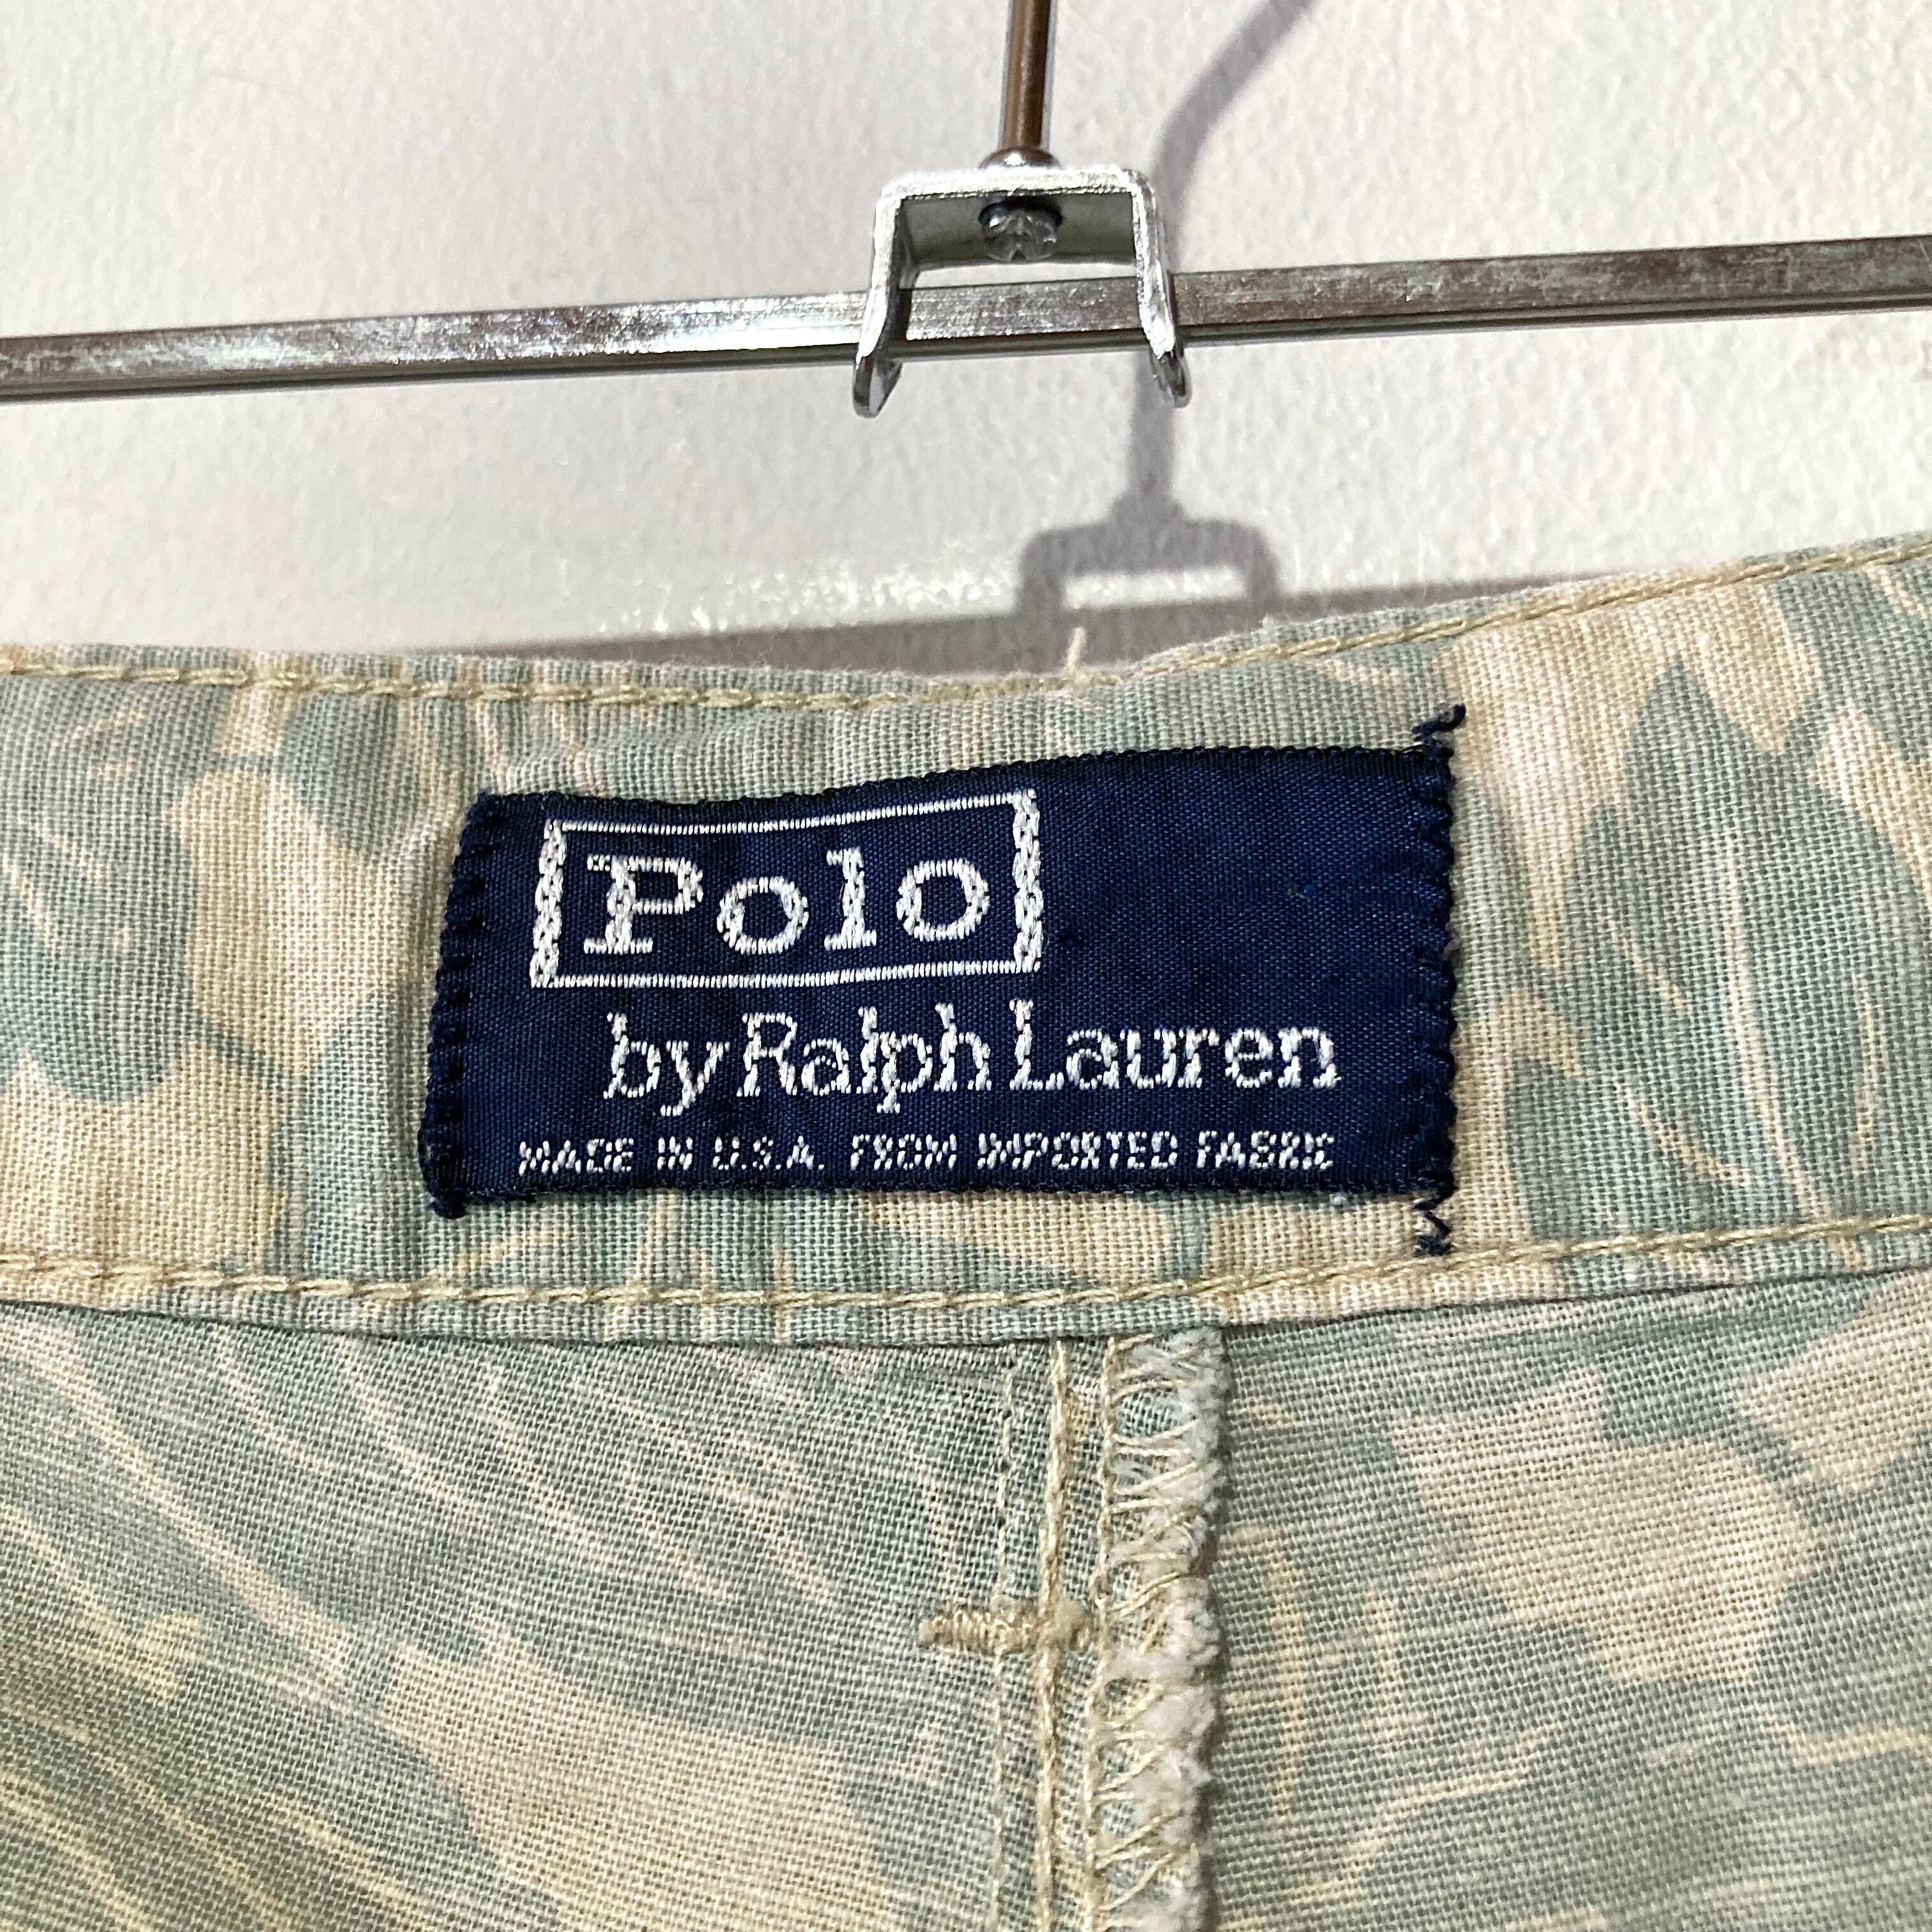 Polo
by Ralph Lauren
MADE IN U.S.A. FROM IMPORTED FABRIC